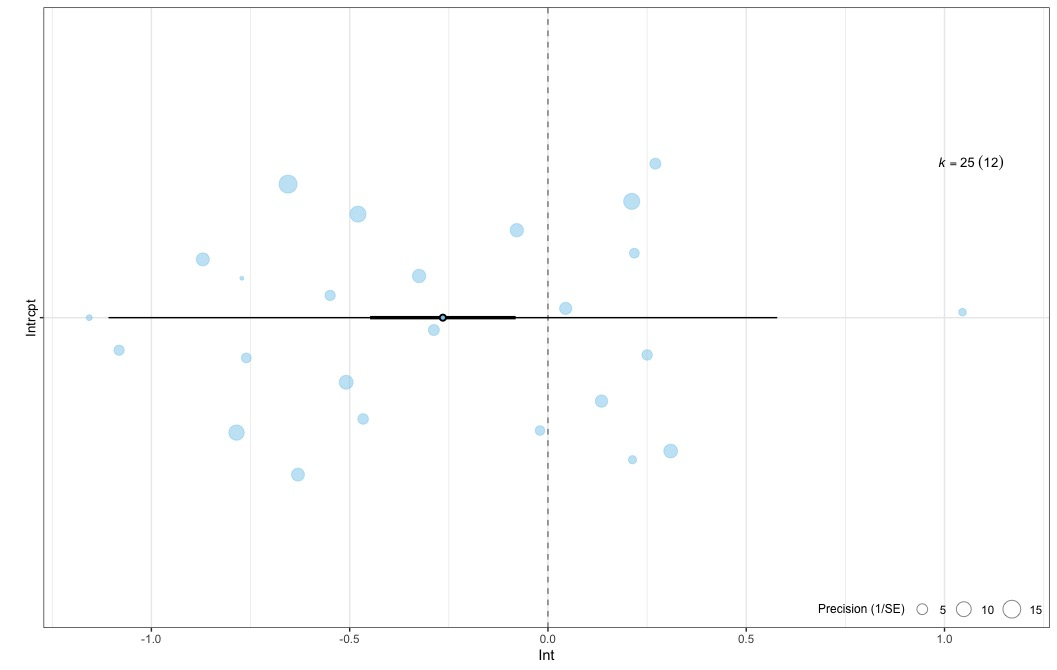 k = 25 (12)
Intrcpt
Precision (1/SE) 5 10 15
-1.0 -0.5 0.0 0.5 1.0
Int